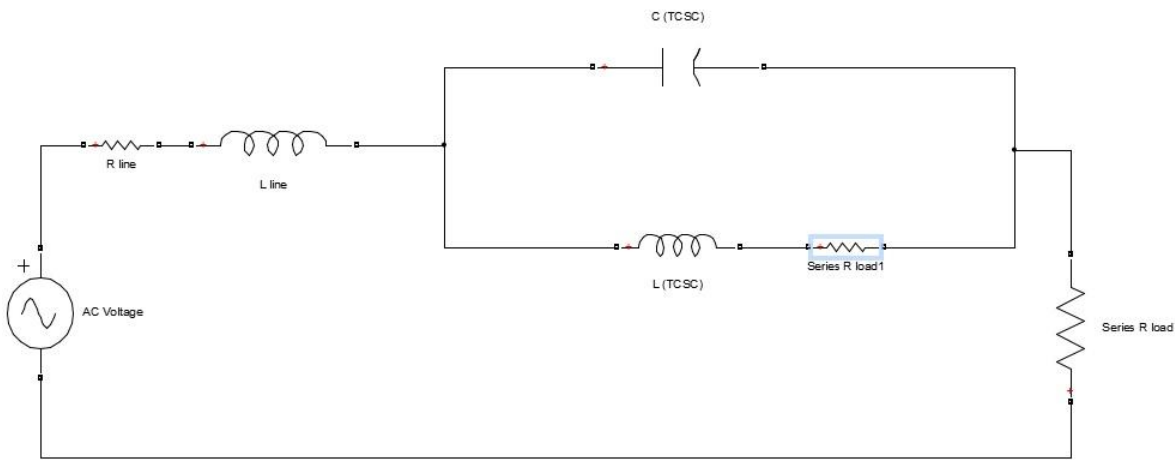 C (TCSC)
R line
L line
Series R load1
L (TCSC)
AC Voltage
Series R load